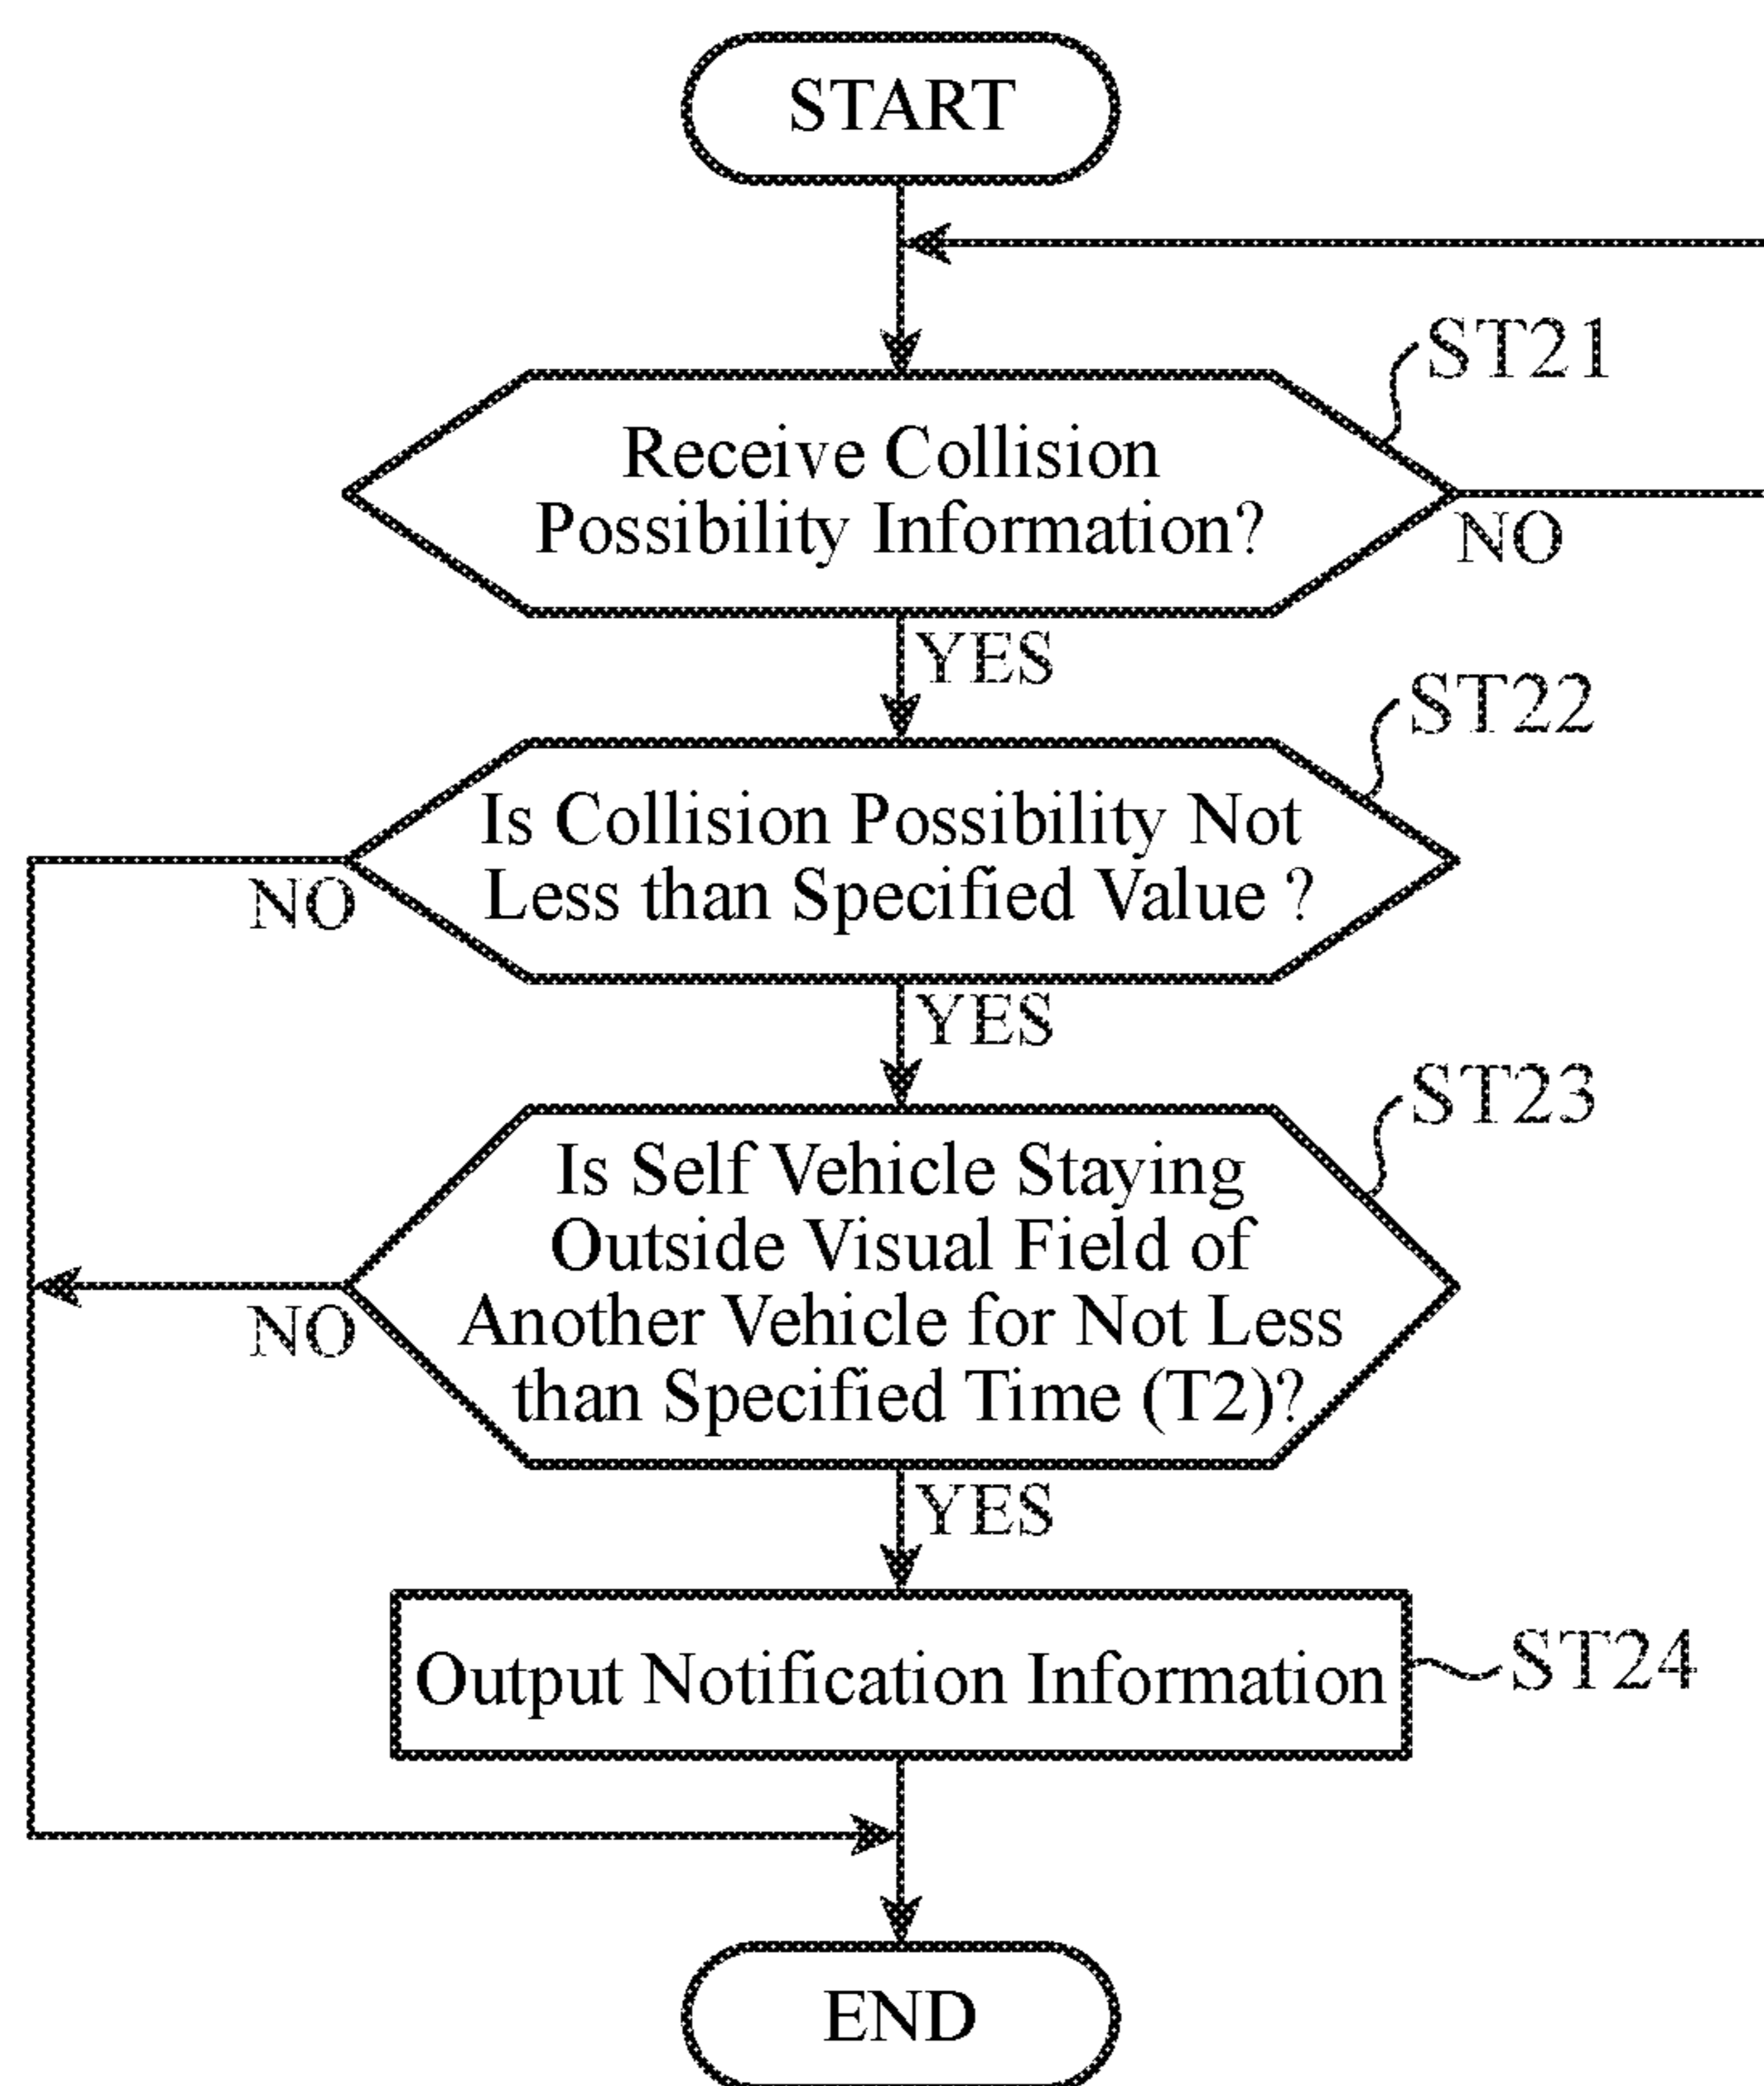 START
ST21
Receive Collision
Possibility Information?
NO
YES
ST22
Is Collision Possibility Not
Less than Specified Value ?
NO
YES
ST23
Is Self Vehicle Staying
Outside Visual Field of
Another Vehicle for Not Less
than Specified Time (T2)?
NO
YES
Output Notification Information
ST24
END